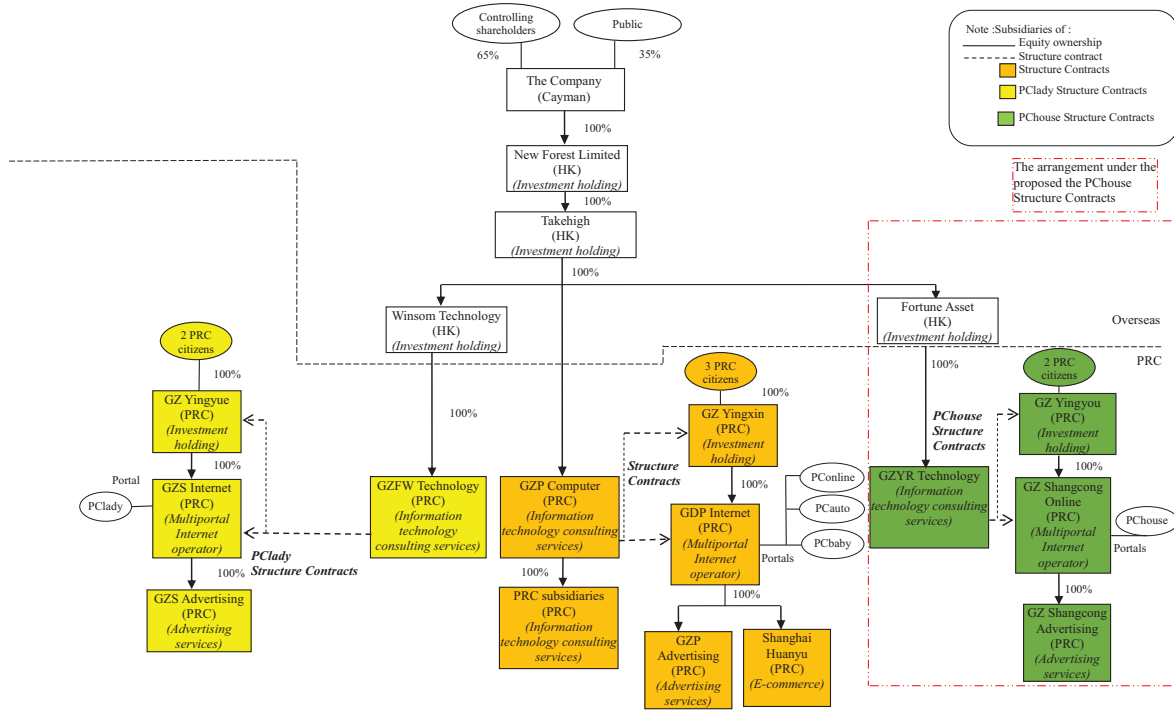 Controlling
shareholders
Public
65%
35%
The Company
(Cayman)
100%
New Forest Limited
(HK)
(Investment holding)
100%
Takehigh
(HK)
(Investment holding)
100%
Note :Subsidiaries of :
Equity ownership
Structure contract
Structure Contracts
PClady Structure Contracts
PChouse Structure Contracts
The arrangement under the
proposed the PChouse
Structure Contracts
Winsom Technology
(HK)
(Investment holding)
Fortune Asset
(HK)
(Investment holding)
Overseas
PRC
2 PRC
citizens
100%
GZ Yingyue
(PRC)
(Investment
holding)
100%
Portal
PClady
GZS Internet
(PRC)
(Multiportal
Internet
operator)
100%
PClady
Structure Contracts
GZS Advertising
(PRC)
(Advertising
services)
100%
GZFW Technology
(PRC)
(Information
technology
consulting services)
GZP Computer
(PRC)
(Information
technology consulting
services)
100%
PRC subsidiaries
(PRC)
(Information
technology consulting
services)
3 PRC
citizens
100%
GZ Yingxin
(PRC)
(Investment
holding)
Structure
Contracts
100%
GDP Internet
(PRC)
(Multiportal
Internet
operator)
Portals
PConline
PCauto
PCbaby
100%
GZP
Advertising
(PRC)
(Advertising
services)
Shanghai
Huanyu
(PRC)
(E-commerce)
100%
PChouse
Structure
Contracts
GZYR Technology
(Information
technology consulting
services)
2 PRC
citizens
100%
GZ Yingyou
(PRC)
(Investment
holding)
100%
GZ Shangcong
Online
(PRC)
(Multiportal
Internet
operator)
PChouse
Portals
100%
GZ Shangcong
Advertising
(PRC)
(Advertising
services)